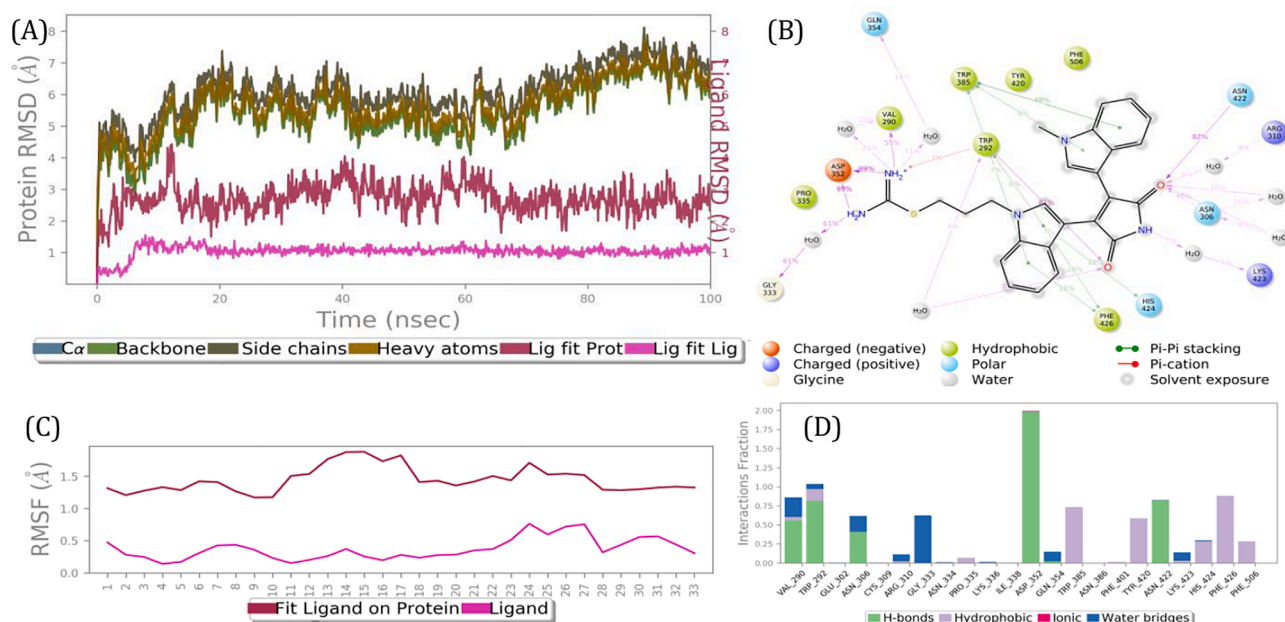 (A)
Protein RMSD (Å)
8
7
6
5
4
3
2
1
0
20
40
60
80
100
Time (nsec)
Ligand RMSD (Å)
8
7
6
5
4
3
2
1
Cα Backbone Side chains Heavy atoms Lig fit Prot Lig fit Lig
(B)
GLN 354
TRP 385
TYR 420
PHE 506
ASN 422
ARG 310
VAL 290
H₂O
H₂O
TRP 292
ASP 352
PRO 335
48%
82%
55%
99%
99%
7%
NH₂⁺
H₂N
S
N
N
O
O
NH
61%
H₂O
61%
GLY 333
H₂O
H₂O
H₂O
H₂O
H₂O
ASN 306
LYS 423
HIS 424
PHE 426
Charged (negative) Hydrophobic Pi-Pi stacking
Charged (positive) Polar Pi-cation
Glycine Water Solvent exposure
(C)
RMSF (Å)
1.5
1.0
0.5
0.0
1 2 3 4 5 6 7 8 9 10 11 12 13 14 15 16 17 18 19 20 21 22 23 24 25 26 27 28 29 30 31 32 33
Fit Ligand on Protein Ligand
(D)
Interactions Fraction
2.00
1.75
1.50
1.25
1.00
0.75
0.50
0.25
0.00
VAL_290 TRP_292 GLU_302 ASN_306 CYS_309 ARG_310 GLY_333 ASN_334 PRO_335 LYS_336 ILE_338 ASP_352 GLN_354 TRP_385 ASN_386 PHE_401 TYR_420 ASN_422 LYS_423 HIS_424 PHE_426 PHE_506
H-bonds Hydrophobic Ionic Water bridges